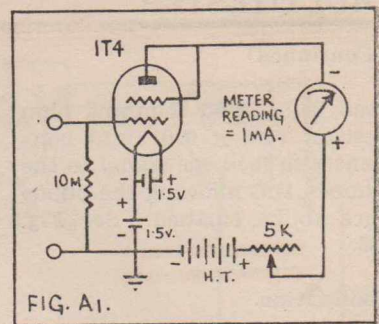 1T4
METER
READING
= 1MA.
-
+
10M
+
1.5V
+
-
1.5V.
5K
-
+
H.T.
FIG. A1.